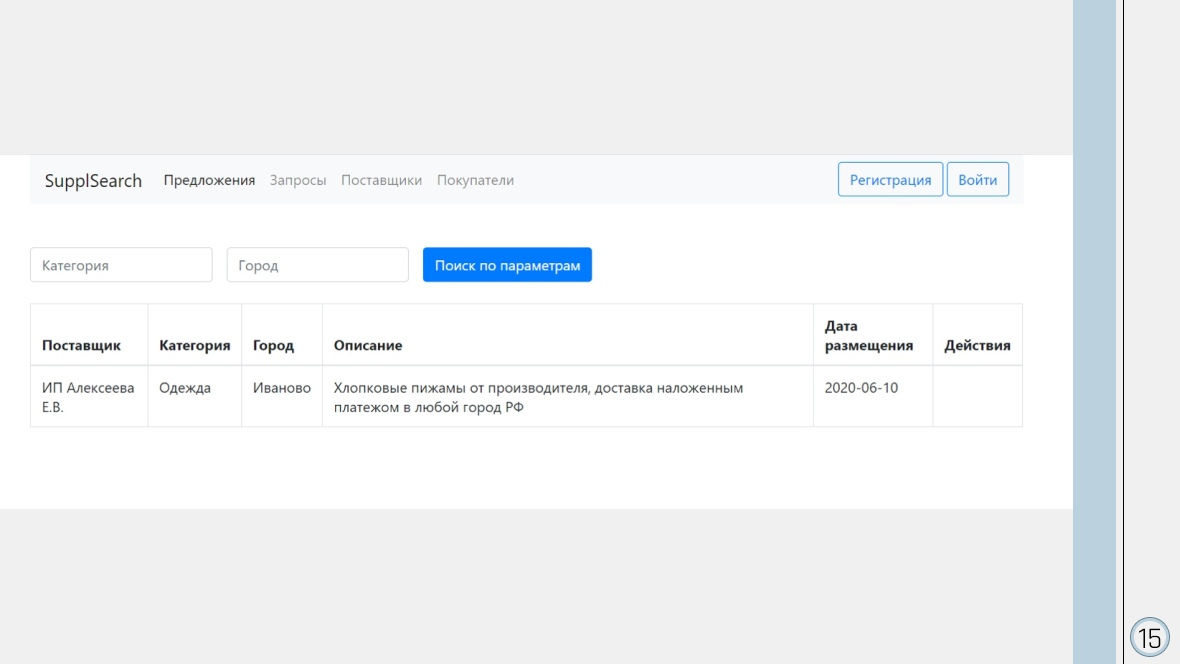 SupplSearch Предложения Запросы Поставщики Покупатели Регистрация Войти
Категория Город Поиск по параметрам
Поставщик Категория Город Описание Дата размещения Действия
ИП Алексеева Е.В. Одежда Иваново Хлопковые пижамы от производителя, доставка наложенным платежом в любой город РФ 2020-06-10
15